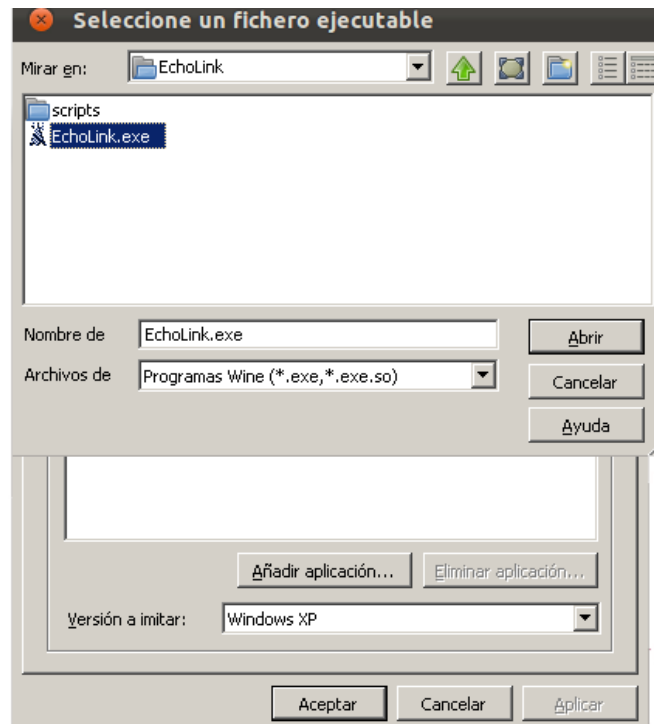 Seleccione un fichero ejecutable
Mirar en: EchoLink
scripts
EchoLink.exe
Nombre de EchoLink.exe Abrir
Archivos de Programas Wine (*.exe,*.exe.so) Cancelar
Ayuda
Añadir aplicación... Eliminar aplicación...
Versión a imitar: Windows XP
Aceptar Cancelar Aplicar